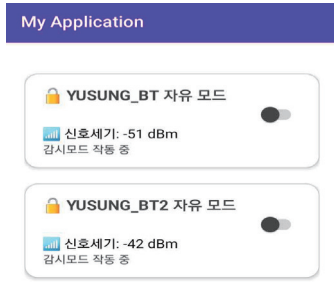 My Application
YUSUNG_BT 자유 모드
신호세기: -51 dBm
감시모드 작동 중
YUSUNG_BT2 자유 모드
신호세기: -42 dBm
감시모드 작동 중